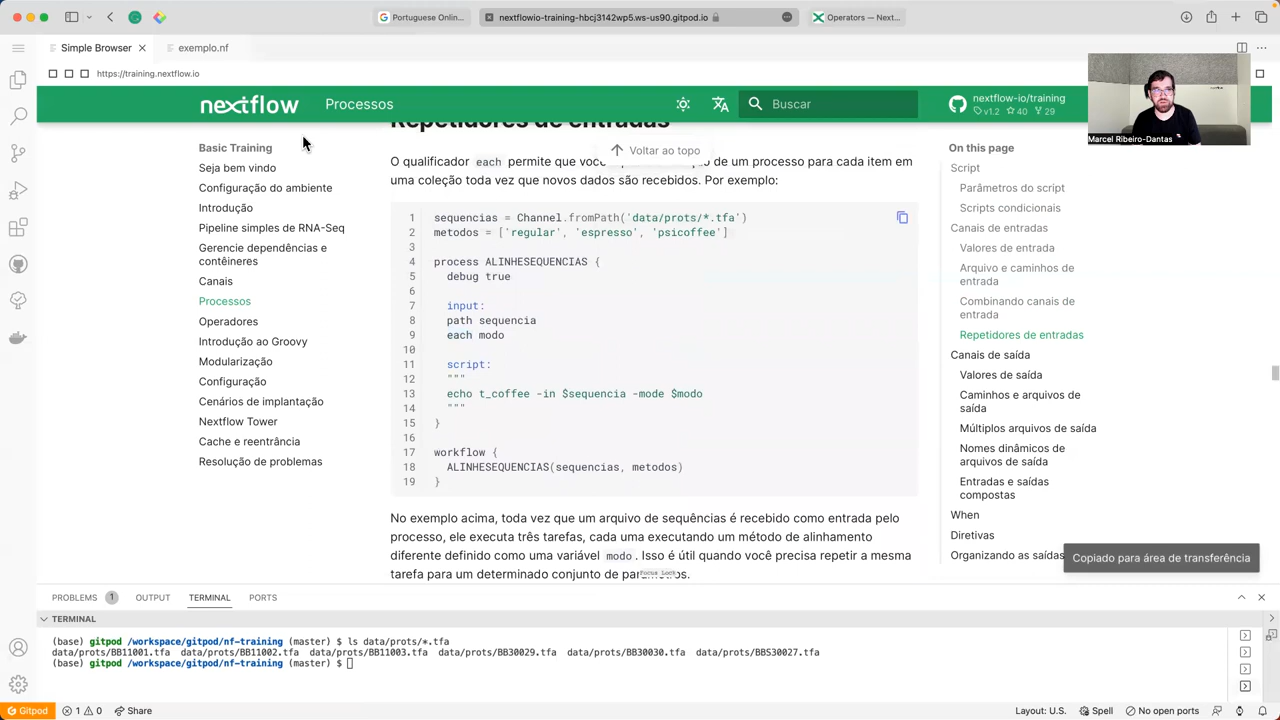 Portuguese Onlin...
nextflowio-training-hbcj3142wp5.ws-us90.gitpod.io
Operators — Next...
Simple Browser
exemplo.nf
https://training.nextflow.io
nextflow
Processos
Buscar
nextflow-io/training
v1.2 40 29
Marcel Ribeiro-Dantas
Basic Training
Seja bem vindo
Configuração do ambiente
Introdução
Pipeline simples de RNA-Seq
Gerencie dependências e
contêineres
Canais
Processos
Operadores
Introdução ao Groovy
Modularização
Configuração
Cenários de implantação
Nextflow Tower
Cache e reentrância
Resolução de problemas
Repetidores de entradas
Voltar ao topo
O qualificador each permite que você de um processo para cada item em
uma coleção toda vez que novos dados são recebidos. Por exemplo:
1 sequencias = Channel.fromPath('data/prots/*.tfa')
2 metodos = ['regular', 'espresso', 'psicoffee']
3
4 process ALINHESEQUENCIAS {
5 debug true
6
7 input:
8 path sequencia
9 each modo
10
11 script:
12 """
13 echo t_coffee -in $sequencia -mode $modo
14 """
15 }
16
17 workflow {
18 ALINHESEQUENCIAS(sequencias, metodos)
19 }
No exemplo acima, toda vez que um arquivo de sequências é recebido como entrada pelo
processo, ele executa três tarefas, cada uma executando um método de alinhamento
diferente definido como uma variável modo. Isso é útil quando você precisa repetir a mesma
tarefa para um determinado conjunto de parâmetros.
Focus Lock
On this page
Script
Parâmetros do script
Scripts condicionais
Canais de entradas
Valores de entrada
Arquivo e caminhos de
entrada
Combinando canais de
entrada
Repetidores de entradas
Canais de saída
Valores de saída
Caminhos e arquivos de
saída
Múltiplos arquivos de saída
Nomes dinâmicos de
arquivos de saída
Entradas e saídas
compostas
When
Diretivas
Organizando as saídas
Copiado para área de transferência
PROBLEMS 1 OUTPUT TERMINAL PORTS
TERMINAL
(base) gitpod /workspace/gitpod/nf-training (master) $ ls data/prots/*.tfa
data/prots/BB11001.tfa data/prots/BB11002.tfa data/prots/BB11003.tfa data/prots/BB30029.tfa data/prots/BB30030.tfa data/prots/BBS30027.tfa
(base) gitpod /workspace/gitpod/nf-training (master) $
Gitpod 1 0 Share Layout: U.S. Spell No open ports